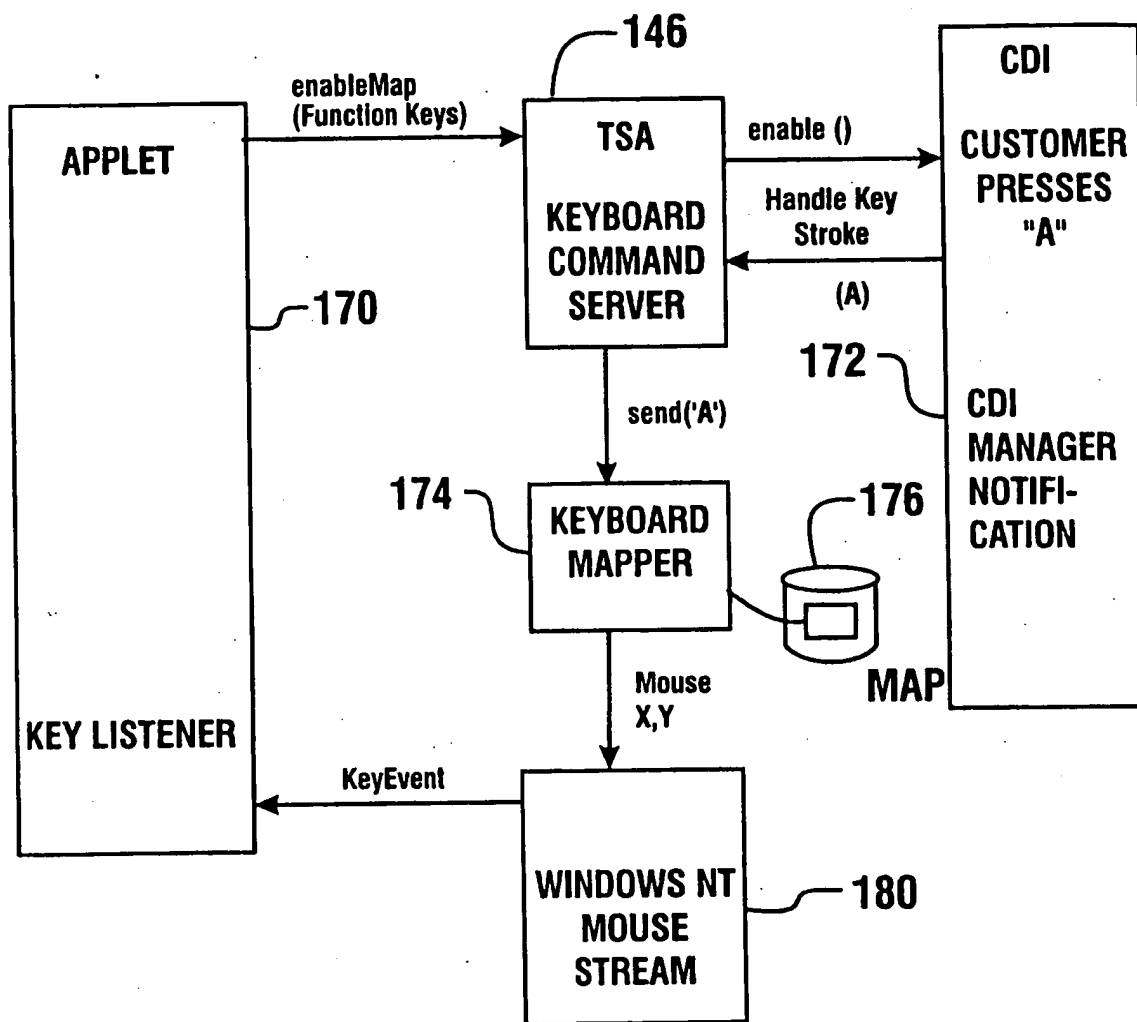 146
enableMap
(Function Keys)
APPLET
TSA
KEYBOARD
COMMAND
SERVER
enable ()
Handle Key
Stroke
(A)
CDI
CUSTOMER
PRESSES
"A"
170
172
CDI
MANAGER
NOTIFI-
CATION
send('A')
174
KEYBOARD
MAPPER
176
MAP
Mouse
X,Y
KEY LISTENER
KeyEvent
WINDOWS NT
MOUSE
STREAM
180